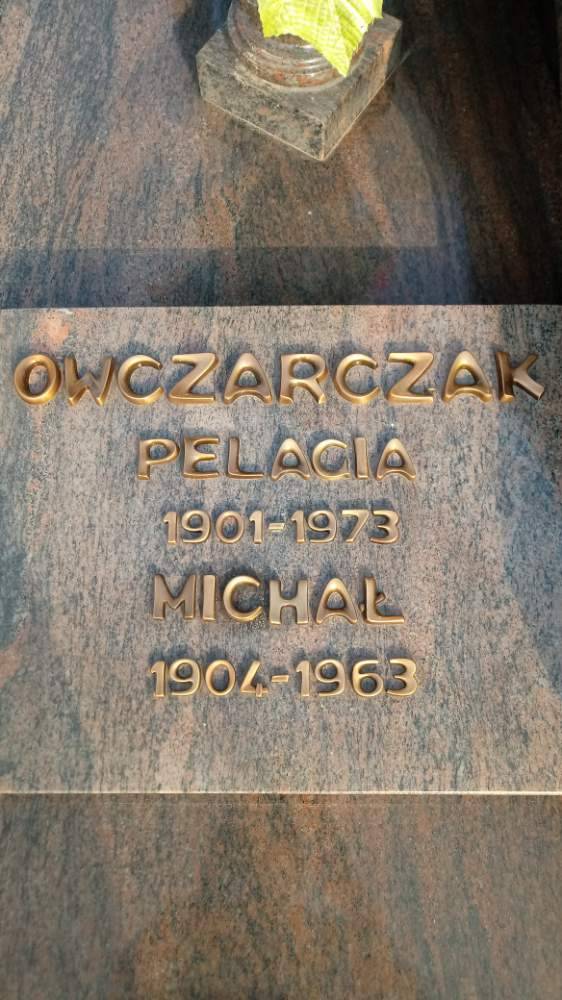 OWCZARCZAK
PELAGIA
1901-1973
MICHAŁ
1904-1963